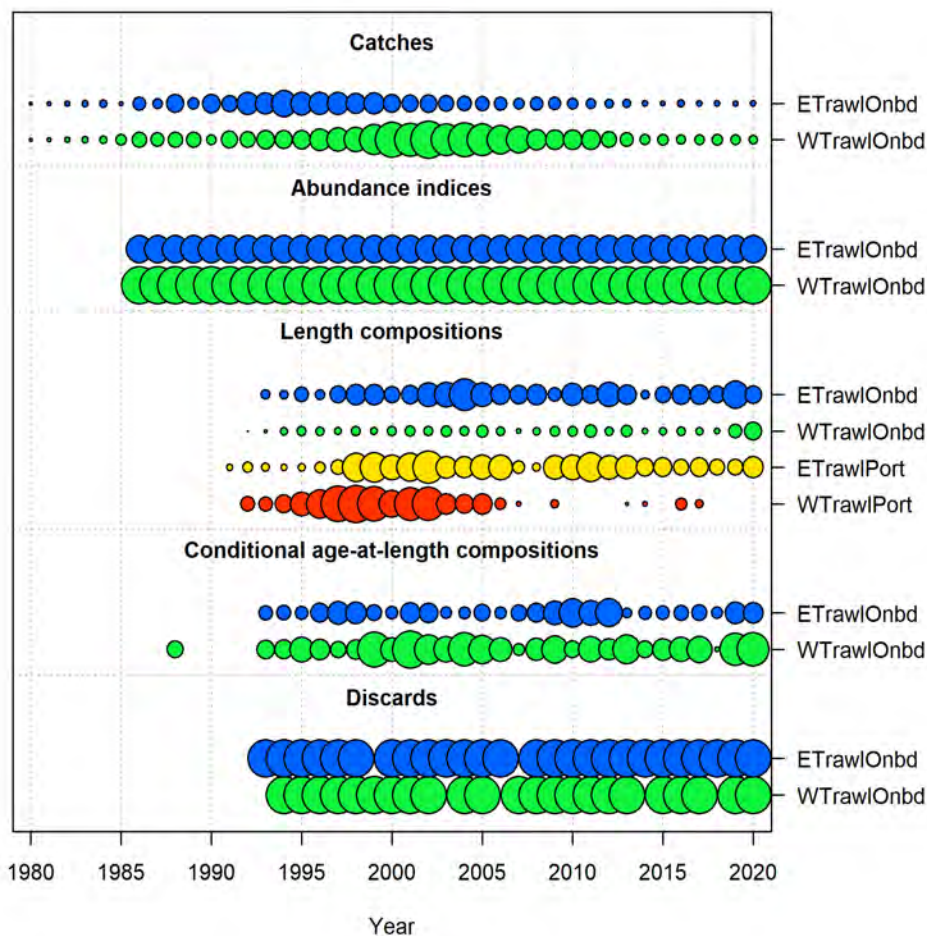 Catches
ETrawlOnbd
WTrawlOnbd
Abundance indices
ETrawlOnbd
WTrawlOnbd
Length compositions
ETrawlOnbd
WTrawlOnbd
ETrawlPort
WTrawlPort
Conditional age-at-length compositions
ETrawlOnbd
WTrawlOnbd
Discards
ETrawlOnbd
WTrawlOnbd
1980 1985 1990 1995 2000 2005 2010 2015 2020
Year